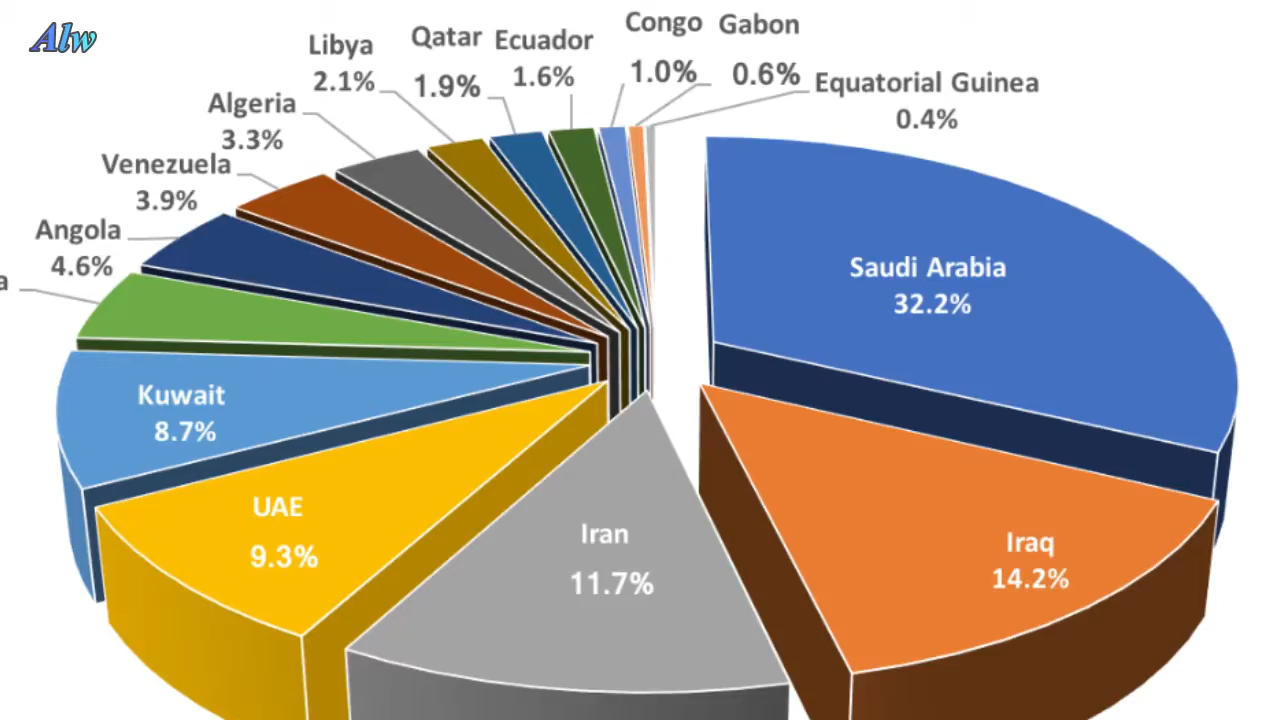 Alw
Congo
1.0%
Gabon
0.6%
Qatar
1.9%
Ecuador
1.6%
Libya
2.1%
Equatorial Guinea
0.4%
Algeria
3.3%
Venezuela
3.9%
Angola
4.6%
a
Saudi Arabia
32.2%
Kuwait
8.7%
UAE
9.3%
Iran
11.7%
Iraq
14.2%